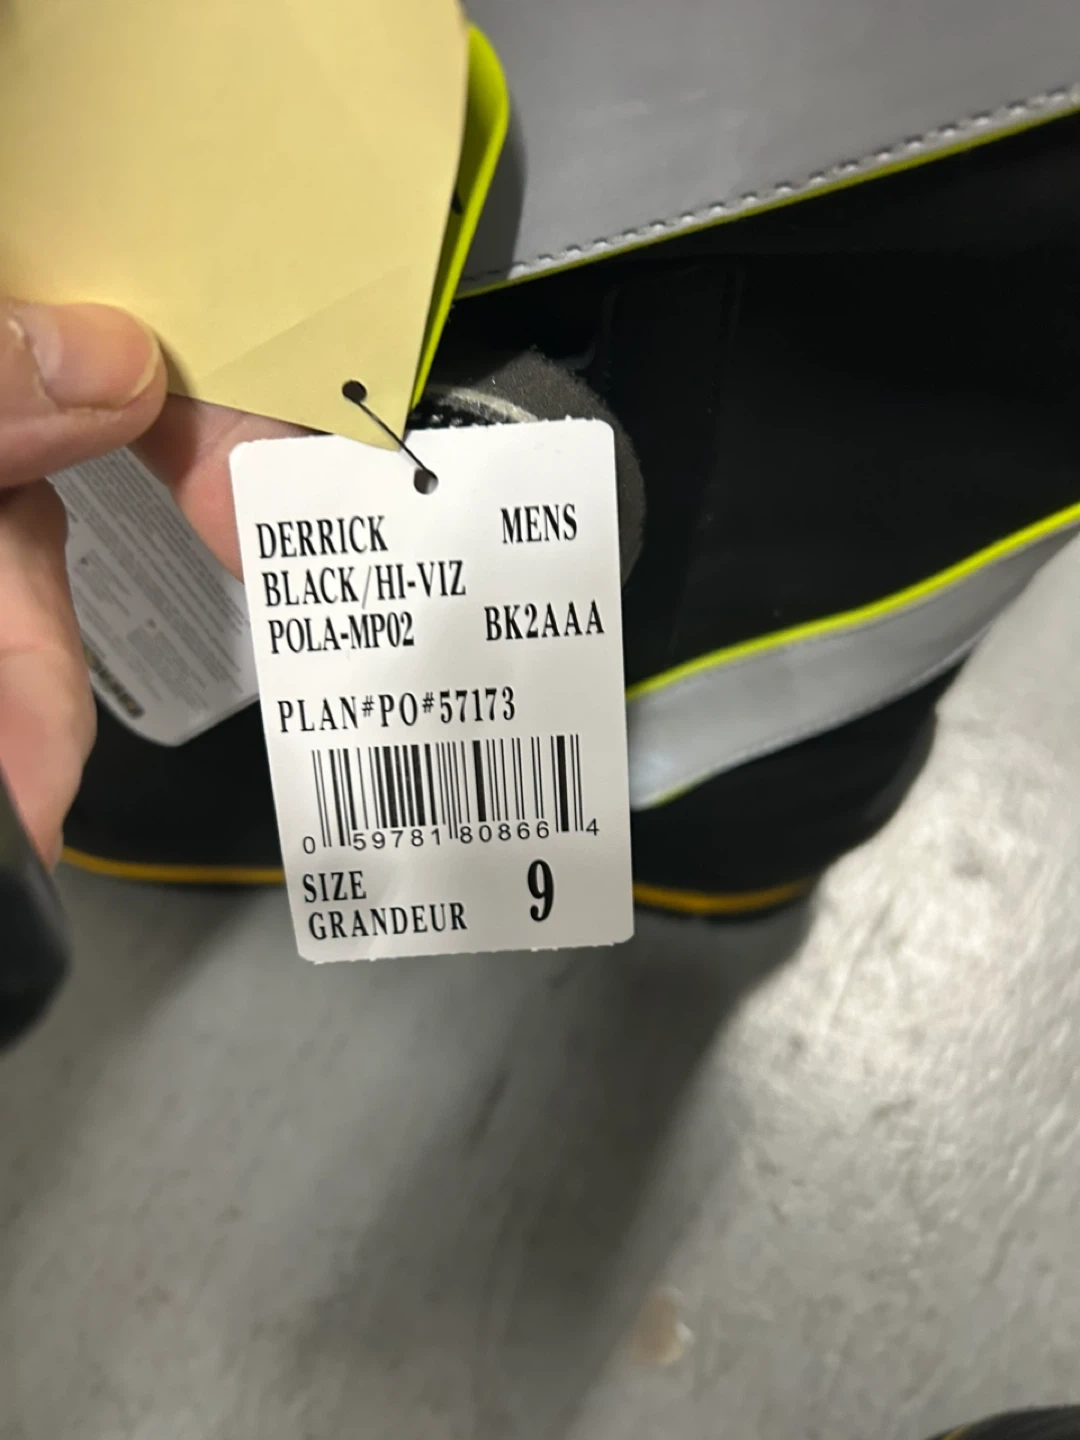 DERRICK MENS
BLACK/HI-VIZ
POLA-MP02 BK2AAA
PLAN#PO#57173
0 59781 80866 4
SIZE 9
GRANDEUR